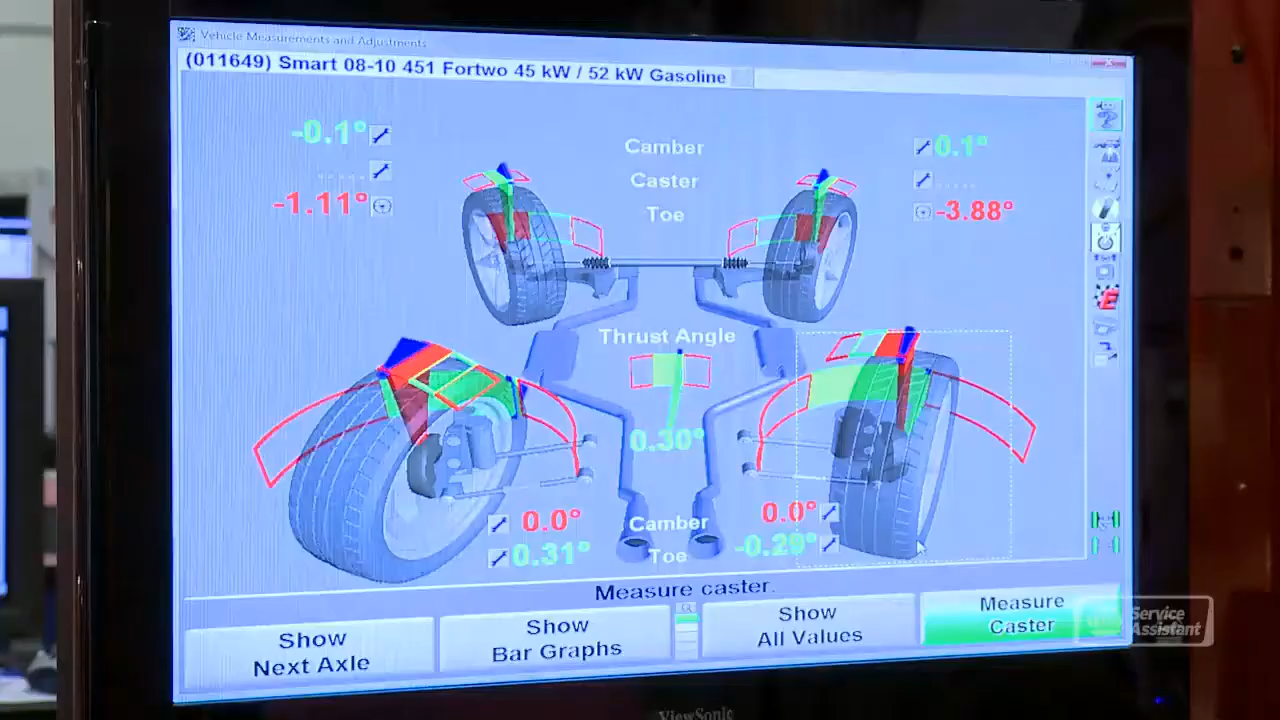 Vehicle Measurements and Adjustments
(011649) Smart 08-10 451 Fortwo 45 kW / 52 kW Gasoline
-0.1° Camber 0.1°
Caster
-1.11° Toe -3.88°
Thrust Angle
0.30°
0.0° Camber 0.0°
0.31° Toe -0.29°
Measure caster.
Show
Next Axle
Show
Bar Graphs
Show
All Values
Measure
Caster
Service
Assistant
ViewSonic